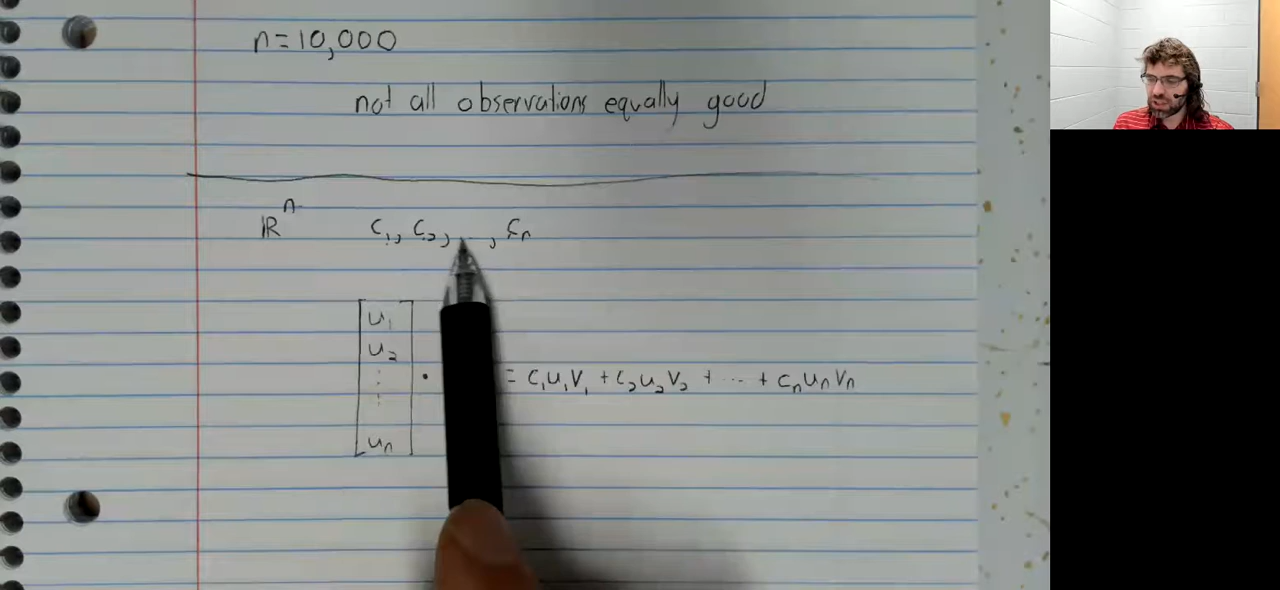 n=10,000
not all observations equally good
ℝⁿ c₁, c₂, ..., cₙ
[u₁ u₂ ⋮ uₙ] · = c₁u₁v₁ + c₂u₂v₂ + ⋯ + cₙuₙvₙ